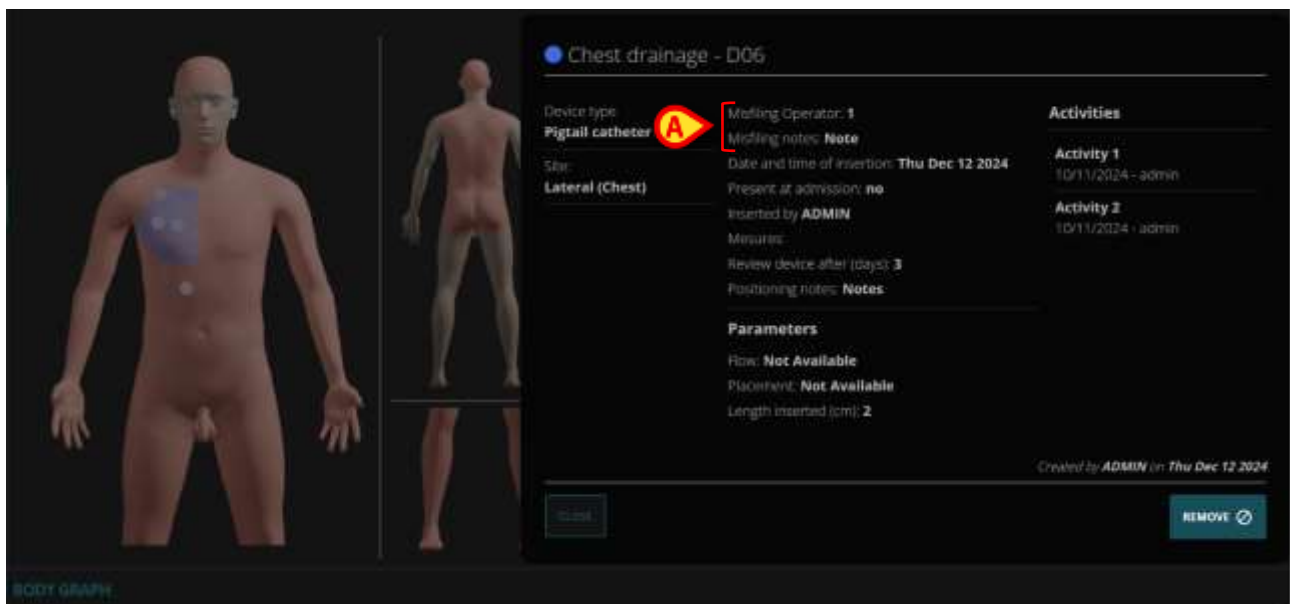 Chest drainage - D06
Device type:
Pigtail catheter
Site:
Lateral (Chest)
A
Misfiling Operator: 1
Misfiling notes: Note
Date and time of insertion: Thu Dec 12 2024
Present at admission: no
Inserted by ADMIN
Mesures:
Review device after (days): 3
Positioning notes: Notes
Parameters
Flow: Not Available
Placement: Not Available
Length inserted (cm): 2
Activities
Activity 1
10/11/2024 - admin
Activity 2
10/11/2024 - admin
Created by ADMIN on Thu Dec 12 2024
CLOSE
REMOVE
BODY GRAPH